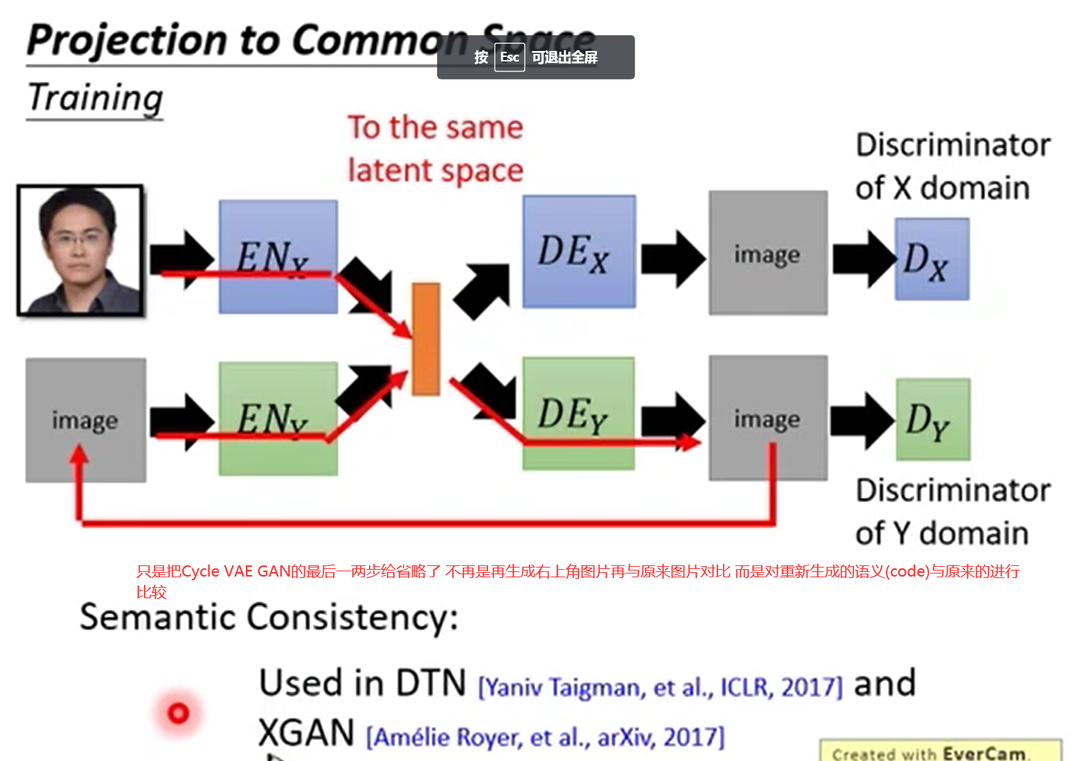 Projection to Common Space
按 Esc 可退出全屏
Training
To the same
latent space
Discriminator
of X domain
EN_X
DE_X
image
D_X
image
EN_Y
DE_Y
image
D_Y
Discriminator
of Y domain
只是把Cycle VAE GAN的最后一两步给省略了 不再是再生成右上角图片再与原来图片对比 而是对重新生成的语义(code)与原来的进行
比较
Semantic Consistency:
Used in DTN [Yaniv Taigman, et al., ICLR, 2017] and
XGAN [Amélie Royer, et al., arXiv, 2017]
Created with EverCam.